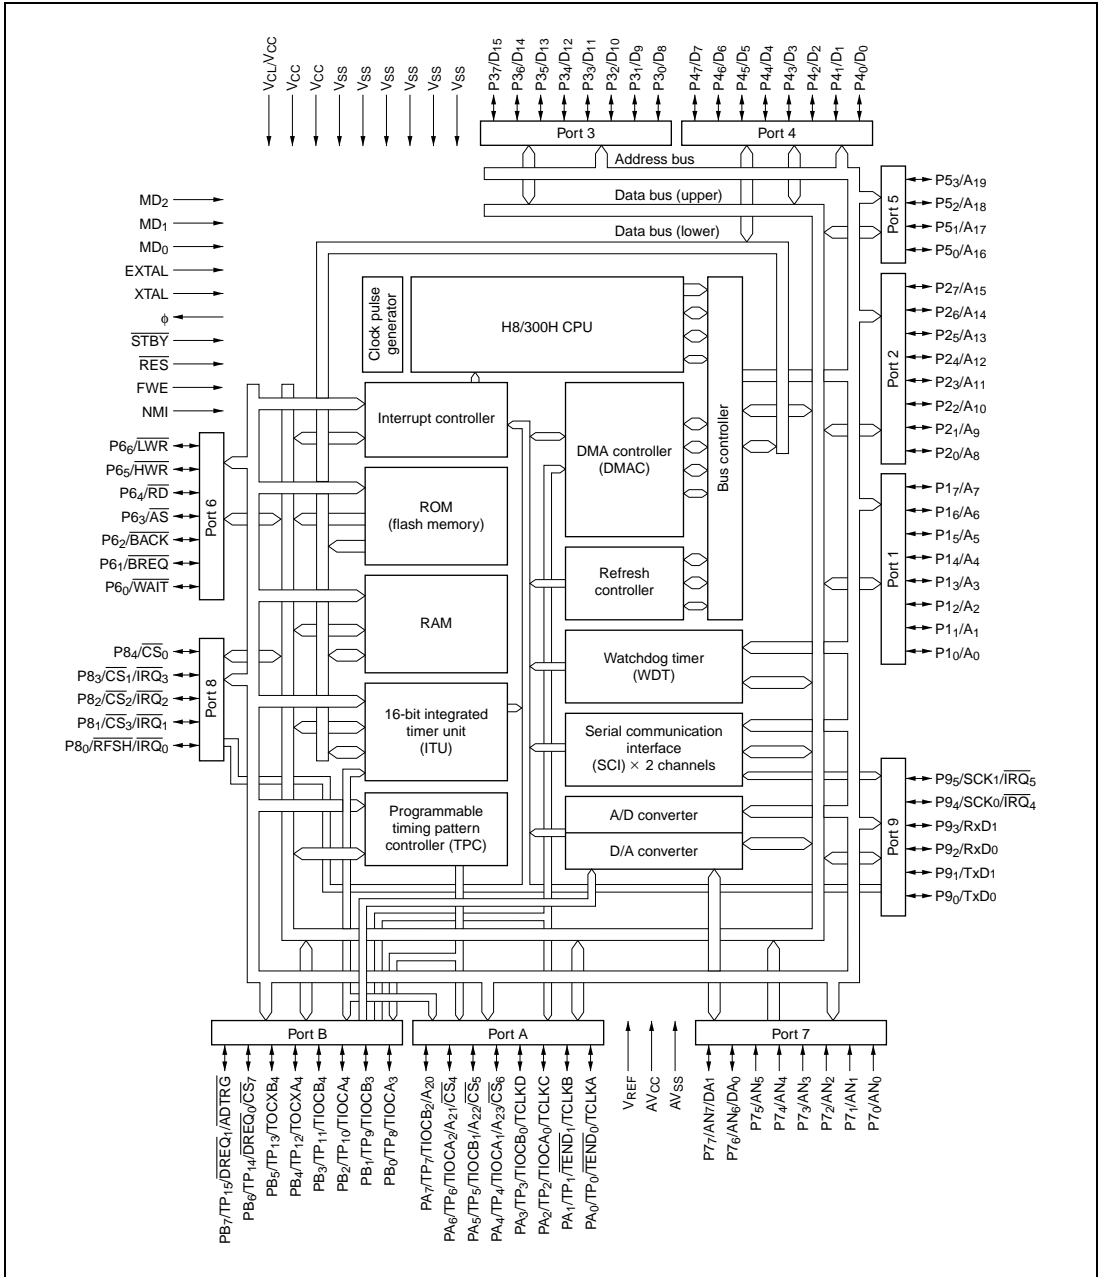 VCL/VCC
VCC
VCC
VSS
VSS
VSS
VSS
VSS
VSS
P37/D15
P36/D14
P35/D13
P34/D12
P33/D11
P32/D10
P31/D9
P30/D8
P47/D7
P46/D6
P45/D5
P44/D4
P43/D3
P42/D2
P41/D1
P40/D0
Port 3
Port 4
Address bus
Data bus (upper)
Data bus (lower)
MD2
MD1
MD0
EXTAL
XTAL
ϕ
STBY
RES
FWE
NMI
P53/A19
P52/A18
P51/A17
P50/A16
Port 5
P27/A15
P26/A14
P25/A13
P24/A12
P23/A11
P22/A10
P21/A9
P20/A8
Port 2
P17/A7
P16/A6
P15/A5
P14/A4
P13/A3
P12/A2
P11/A1
P10/A0
Port 1
Clock pulse
generator
H8/300H CPU
Interrupt controller
DMA controller
(DMAC)
Bus controller
ROM
(flash memory)
Refresh
controller
RAM
Watchdog timer
(WDT)
16-bit integrated
timer unit
(ITU)
Serial communication
interface
(SCI) × 2 channels
Programmable
timing pattern
controller (TPC)
A/D converter
D/A converter
P66/LWR
P65/HWR
P64/RD
P63/AS
P62/BACK
P61/BREQ
P60/WAIT
Port 6
P84/CS0
P83/CS1/IRQ3
P82/CS2/IRQ2
P81/CS3/IRQ1
P80/RFSH/IRQ0
Port 8
P95/SCK1/IRQ5
P94/SCK0/IRQ4
P93/RxD1
P92/RxD0
P91/TxD1
P90/TxD0
Port 9
Port B
Port A
Port 7
PB7/TP15/DREQ1/ADTRG
PB6/TP14/DREQ0/CS7
PB5/TP13/TOCXB4
PB4/TP12/TOCXA4
PB3/TP11/TIOCB4
PB2/TP10/TIOCA4
PB1/TP9/TIOCB3
PB0/TP8/TIOCA3
PA7/TP7/TIOCB2/A20
PA6/TP6/TIOCA2/A21/CS4
PA5/TP5/TIOCB1/A22/CS5
PA4/TP4/TIOCA1/A23/CS6
PA3/TP3/TIOCB0/TCLKD
PA2/TP2/TIOCA0/TCLKC
PA1/TP1/TEND1/TCLKB
PA0/TP0/TEND0/TCLKA
VREF
AVCC
AVSS
P77/AN7/DA1
P76/AN6/DA0
P75/AN5
P74/AN4
P73/AN3
P72/AN2
P71/AN1
P70/AN0